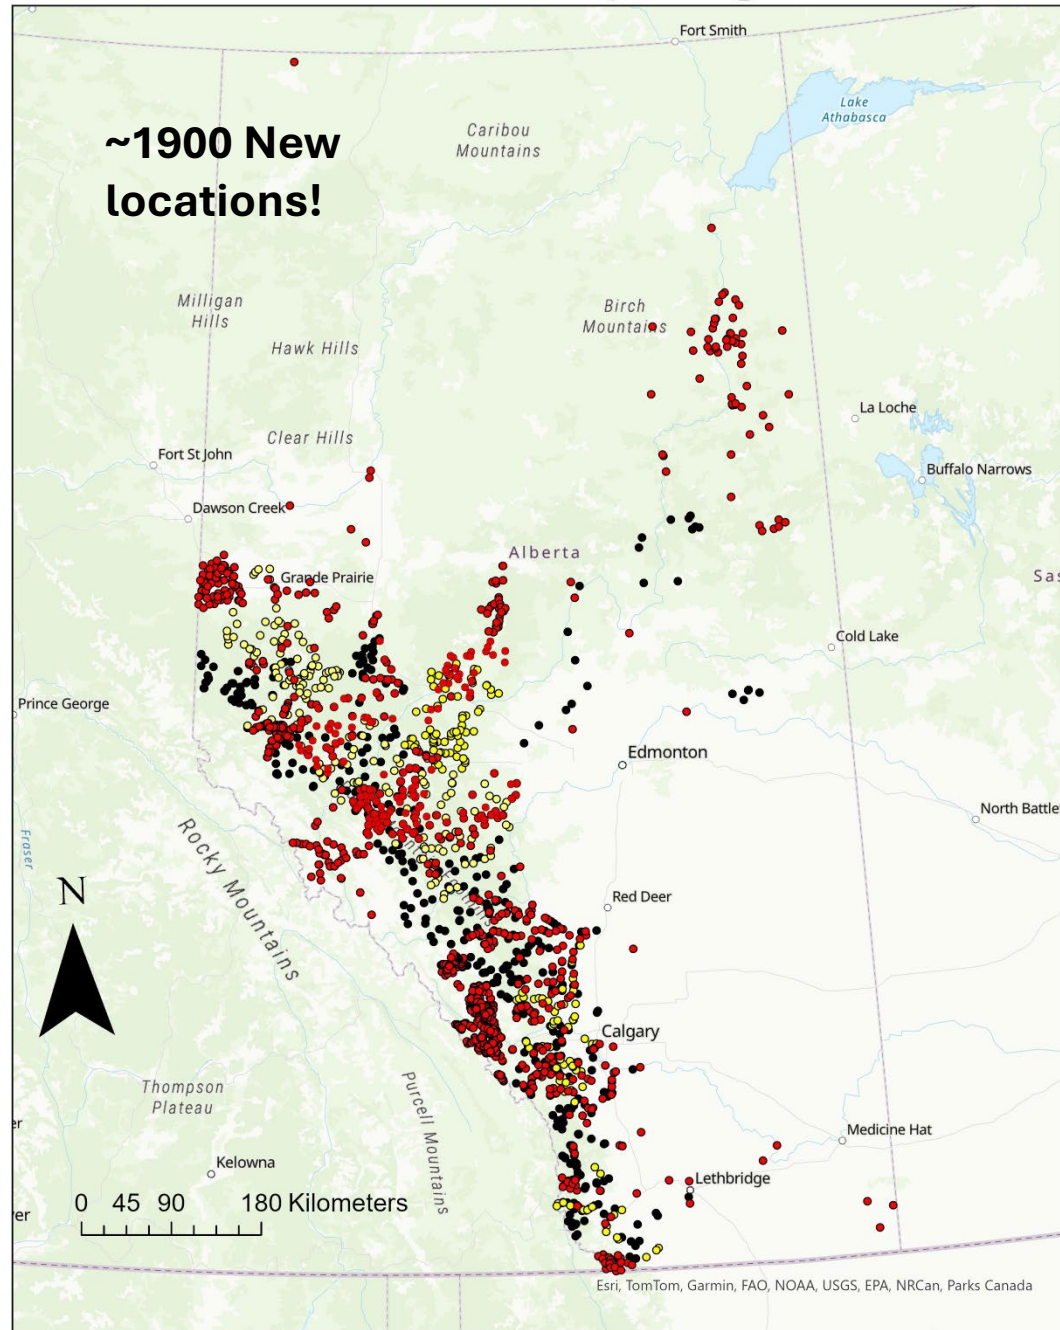 Fort Smith
Lake
Athabasca
Caribou
Mountains
~1900 New
locations!
Milligan
Hills
Birch
Mountains
Hawk Hills
La Loche
Clear Hills
Fort St John
Buffalo Narrows
Dawson Creek
Alberta
Grande Prairie
Sas
Cold Lake
Prince George
Edmonton
North Battle
Fraser
Rocky Mountains
N
Red Deer
Calgary
Thompson
Plateau
Purcell Mountains
er
Medicine Hat
Kelowna
Lethbridge
0 45 90 180 Kilometers
er
Esri, TomTom, Garmin, FAO, NOAA, USGS, EPA, NRCan, Parks Canada